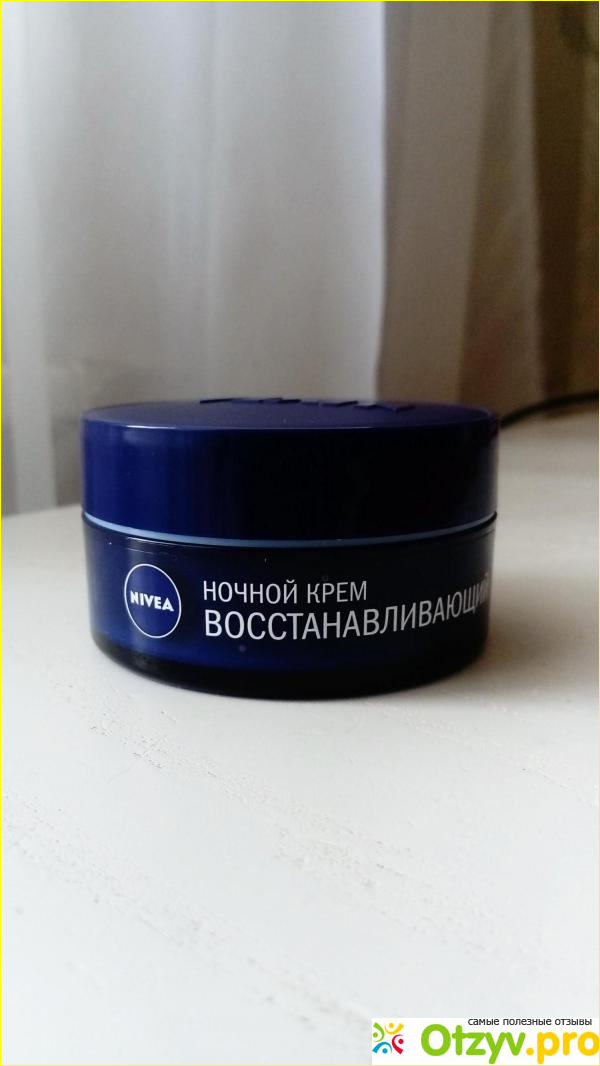 NIVEA
НОЧНОЙ КРЕМ
ВОССТАНАВЛИВАЮЩИЙ
самые полезные отзывы
Otzyv.pro